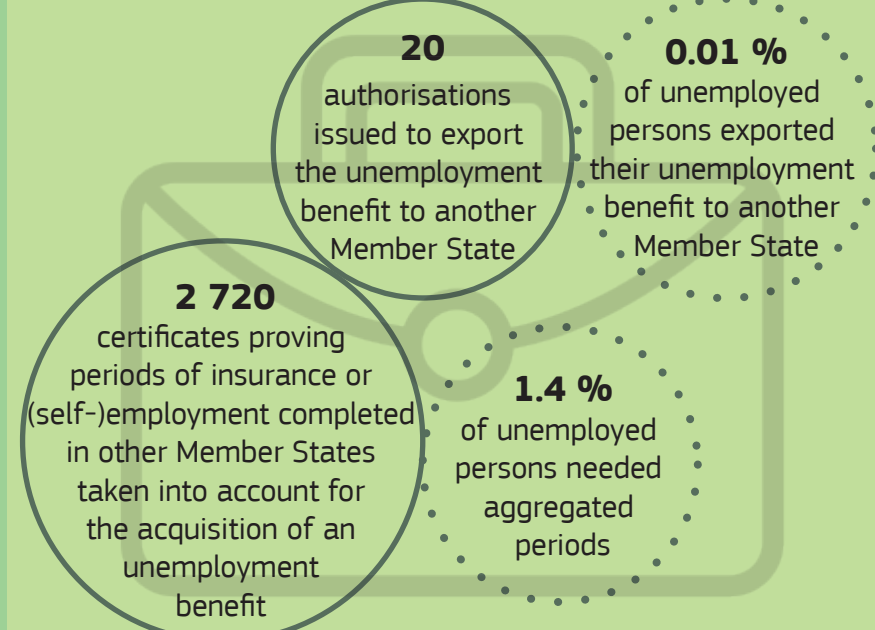 20
authorisations
issued to export
the unemployment
benefit to another
Member State
0.01 %
of unemployed
persons exported
their unemployment
benefit to another
Member State
2 720
certificates proving
periods of insurance or
(self-)employment completed
in other Member States
taken into account for
the acquisition of an
unemployment
benefit
1.4 %
of unemployed
persons needed
aggregated
periods